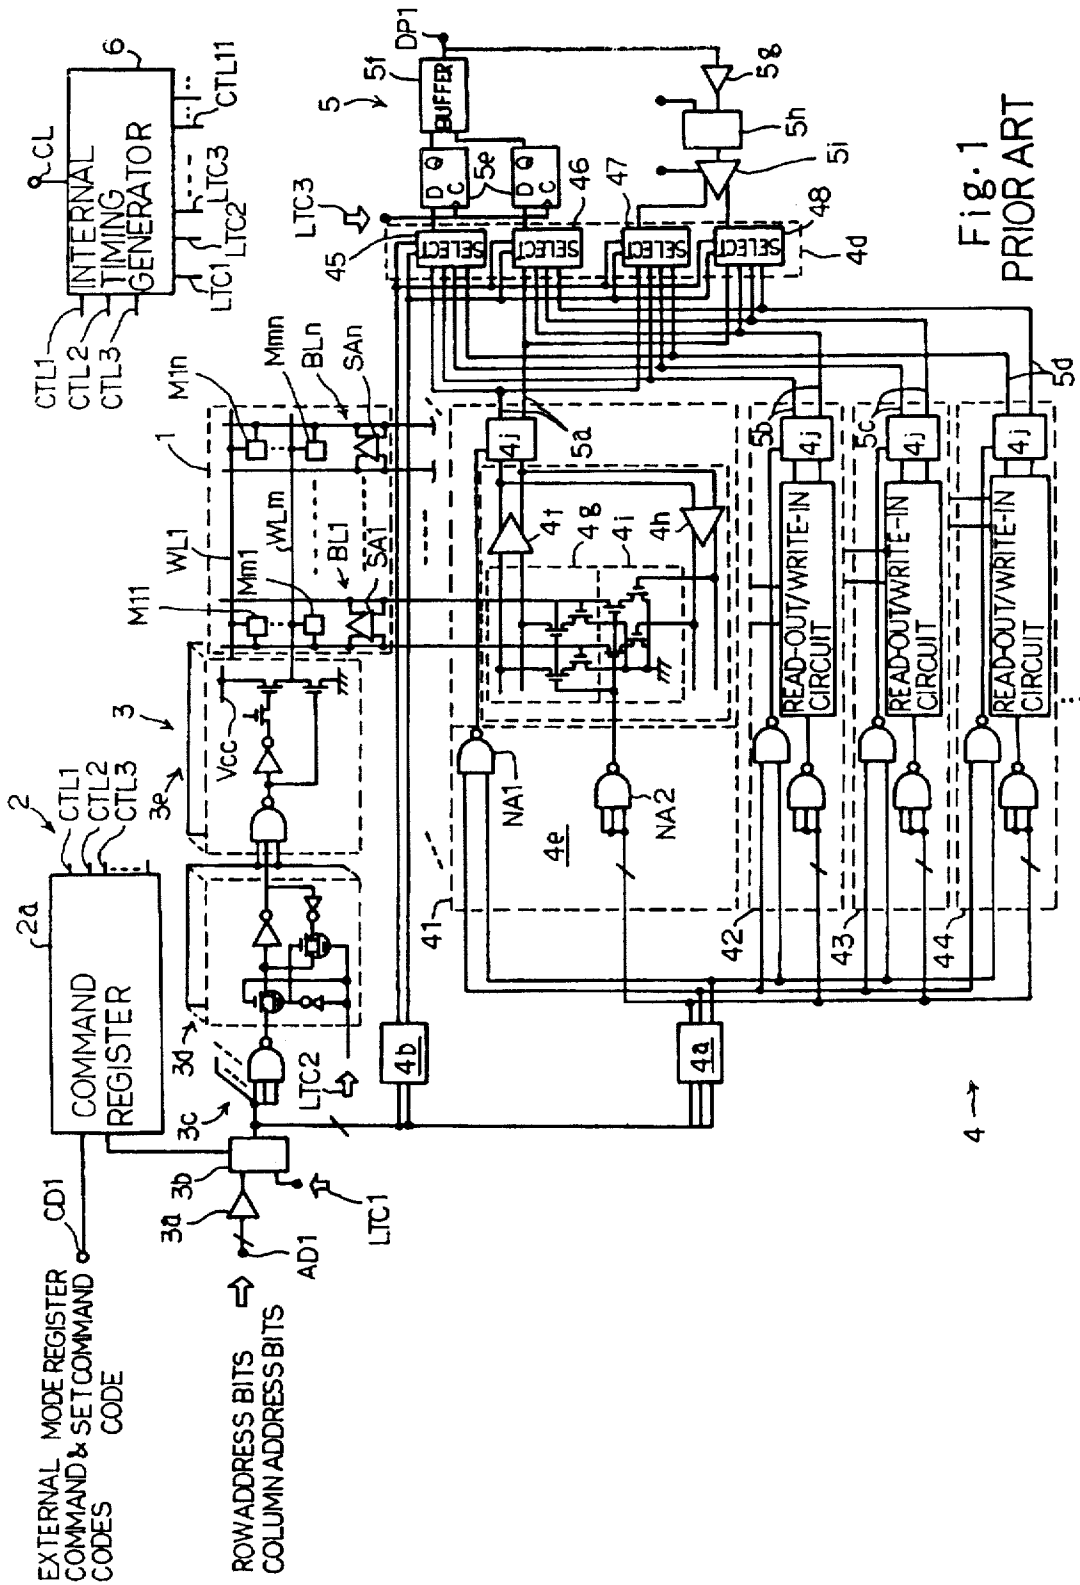 EXTERNAL MODE REGISTER
COMMAND & SET COMMAND
CODES CODE
CD1
COMMAND
REGISTER
2a
2
CTL1
CTL2
CTL3
ROW ADDRESS BITS
COLUMN ADDRESS BITS
AD1
3a
3b
LTC1
3c
3d
LTC2
3e
3
Vcc
M11
WL1
1
Mm1
WLm
BL1
SA1
M1n
Mmn
BLn
SAn
CTL1
CTL2
CTL3
INTERNAL
TIMING
GENERATOR
CL
6
LTC1
LTC2
LTC3
CTL11
4b
4a
4
41
4e
NA1
NA2
4f
4g
4i
4h
4j
5a
42
READ-OUT/WRITE-IN
CIRCUIT
4j
5b
43
READ-OUT/WRITE-IN
CIRCUIT
4j
5c
44
READ-OUT/WRITE-IN
CIRCUIT
4j
5d
LTC3
45
SELECT
SELECT
46
47
SELECT
SELECT
48
4d
D Q
C
5e
D Q
C
5
5f
BUFFER
DP1
5g
5h
5i
Fig. 1
PRIOR ART